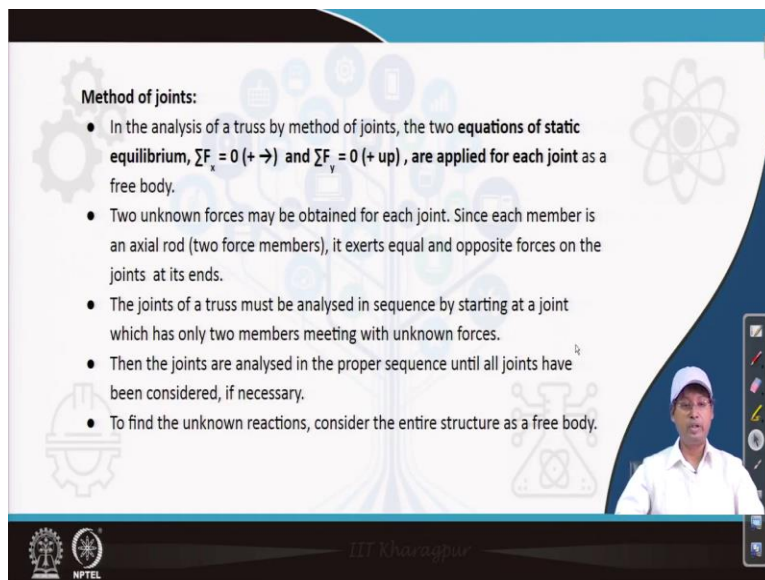 Method of joints:
● In the analysis of a truss by method of joints, the two equations of static
equilibrium, ∑Fx = 0 (+ →) and ∑Fy = 0 (+ up) , are applied for each joint as a
free body.
● Two unknown forces may be obtained for each joint. Since each member is
an axial rod (two force members), it exerts equal and opposite forces on the
joints at its ends.
● The joints of a truss must be analysed in sequence by starting at a joint
which has only two members meeting with unknown forces.
● Then the joints are analysed in the proper sequence until all joints have
been considered, if necessary.
● To find the unknown reactions, consider the entire structure as a free body.
IIT Kharagpur
NPTEL